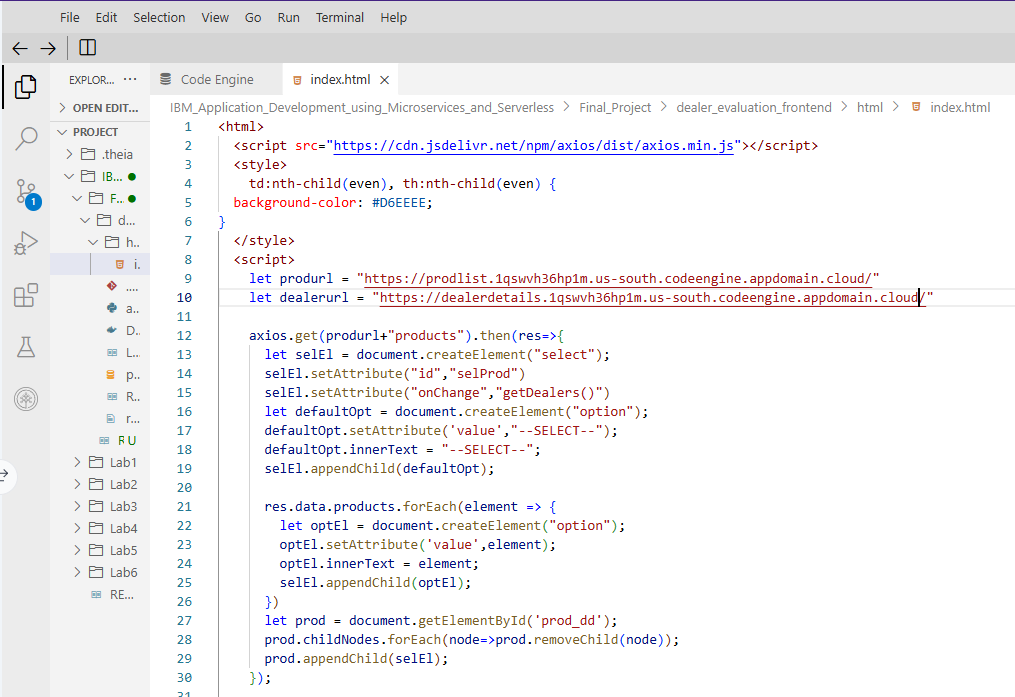 File Edit Selection View Go Run Terminal Help
EXPLOR... ···
Code Engine
index.html
OPEN EDIT...
IBM_Application_Development_using_Microservices_and_Serverless > Final_Project > dealer_evaluation_frontend > html > index.html
PROJECT
.theia
IB...
F...
d...
h..
i.
....
a..
D..
L...
p..
R..
r...
R U
Lab1
Lab2
Lab3
Lab4
Lab5
Lab6
RE...
1
1 <html>
2 <script src="https://cdn.jsdelivr.net/npm/axios/dist/axios.min.js"></script>
3 <style>
4 td:nth-child(even), th:nth-child(even) {
5 background-color: #D6EEEE;
6 }
7 </style>
8 <script>
9 let produrl = "https://prodlist.1qswvh36hp1m.us-south.codeengine.appdomain.cloud/"
10 let dealerurl = "https://dealerdetails.1qswvh36hp1m.us-south.codeengine.appdomain.cloud/"
11
12 axios.get(produrl+"products").then(res=>{
13 let selEl = document.createElement("select");
14 selEl.setAttribute("id","selProd")
15 selEl.setAttribute("onChange","getDealers()")
16 let defaultOpt = document.createElement("option");
17 defaultOpt.setAttribute('value',"--SELECT--");
18 defaultOpt.innerText = "--SELECT--";
19 selEl.appendChild(defaultOpt);
20
21 res.data.products.forEach(element => {
22 let optEl = document.createElement("option");
23 optEl.setAttribute('value',element);
24 optEl.innerText = element;
25 selEl.appendChild(optEl);
26 })
27 let prod = document.getElementById('prod_dd');
28 prod.childNodes.forEach(node=>prod.removeChild(node));
29 prod.appendChild(selEl);
30 });
31